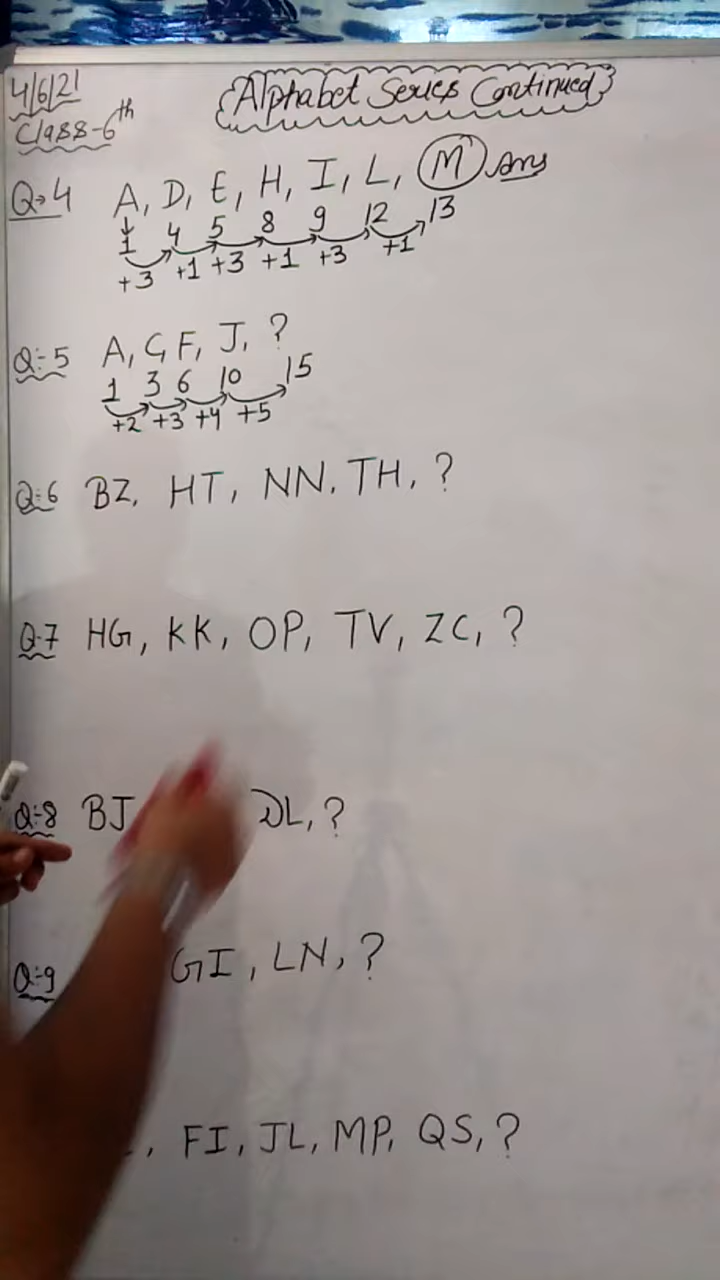 4/6/21
Class-6th
Alphabet Series Continued
Q→4 A, D, E, H, I, L, M Ans
1 4 5 8 9 12 13
+3 +1 +3 +1 +3 +1
Q:-5 A, C, F, J, ?
1 3 6 10 15
+2 +3 +4 +5
Q:6 BZ, HT, NN, TH, ?
Q.7 HG, KK, OP, TV, ZC, ?
Q:-8 BJ DL, ?
Q:-9 GI, LN, ?
, FI, JL, MP, QS, ?